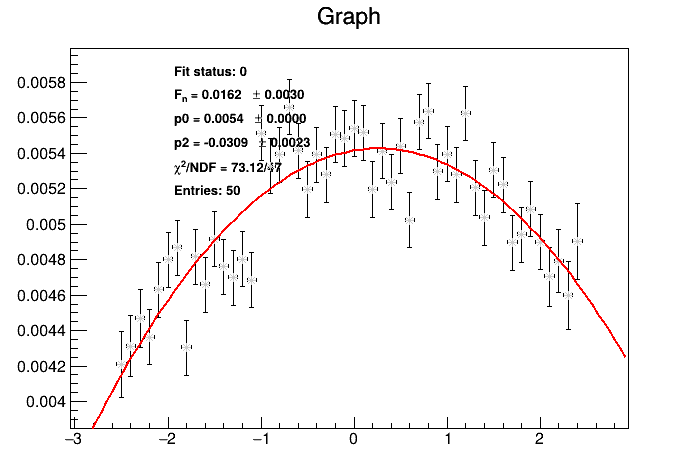 Graph
Fit status: 0
Fn = 0.0162 ± 0.0030
p0 = 0.0054 ± 0.0000
p2 = -0.0309 ± 0.0023
χ2/NDF = 73.12/47
Entries: 50
0.0058
0.0056
0.0054
0.0052
0.005
0.0048
0.0046
0.0044
0.0042
0.004
−3 −2 −1 0 1 2